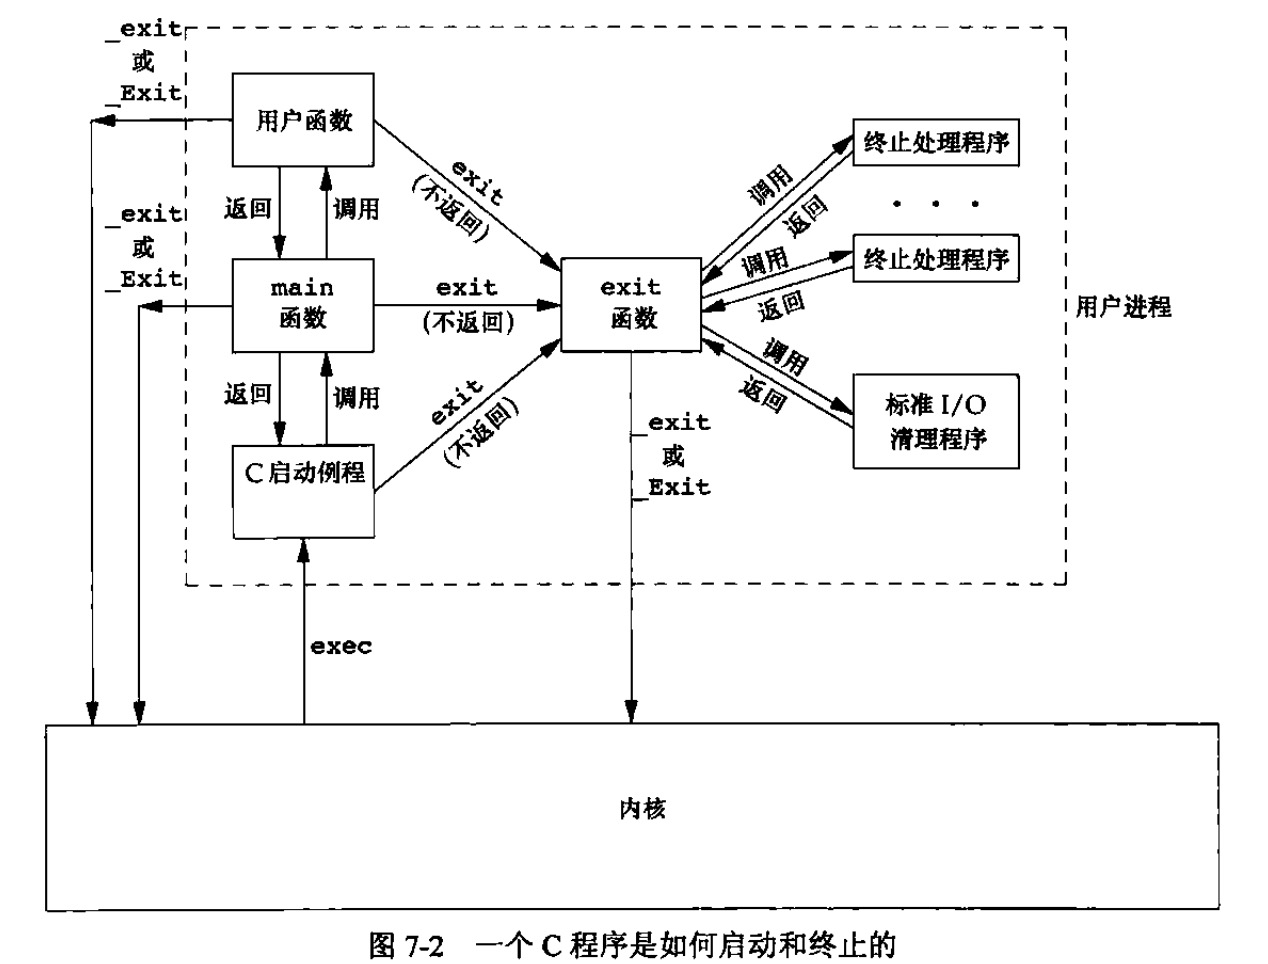 _exit
或
_Exit
用户函数
终止处理程序
exit
(不返回)
调用
返回
· · ·
返回
调用
_exit
或
_Exit
终止处理程序
调用
返回
main
函数
exit
(不返回)
exit
函数
用户进程
返回
调用
exit
(不返回)
调用
返回
标准 I/O
清理程序
C 启动例程
_exit
或
_Exit
exec
内核
图 7-2 一个 C 程序是如何启动和终止的